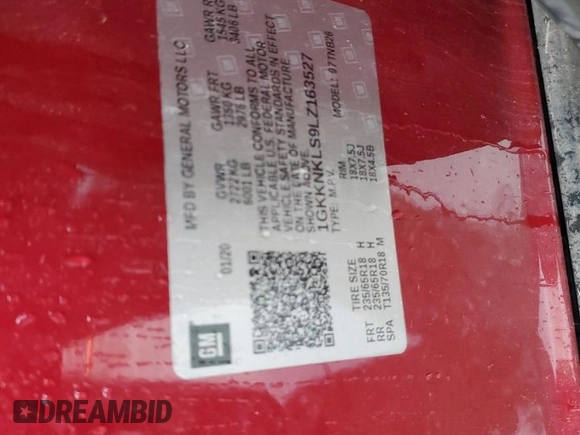 MFD BY GENERAL MOTORS LLC
01/20
GVWR
2722 KG
6001 LB
GAWR FRT
1350 KG
2976 LB
GAWR RR
1545 KG
3406 LB
*THIS VEHICLE CONFORMS TO ALL
APPLICABLE U.S. FEDERAL MOTOR
VEHICLE SAFETY STANDARDS IN EFFECT
ON THE DATE OF MANUFACTURE
SHOWN ABOVE.
1GKKNKLS9LZ163527
TYPE: M.P.V. MODEL: 97TNB26
TIRE SIZE RIM
FRT 235/65R18 H 18X7.5J
RR 235/65R18 H 18X7.5J
SPA T135/70R18 M 18X4.5B
GM
DREAMBID